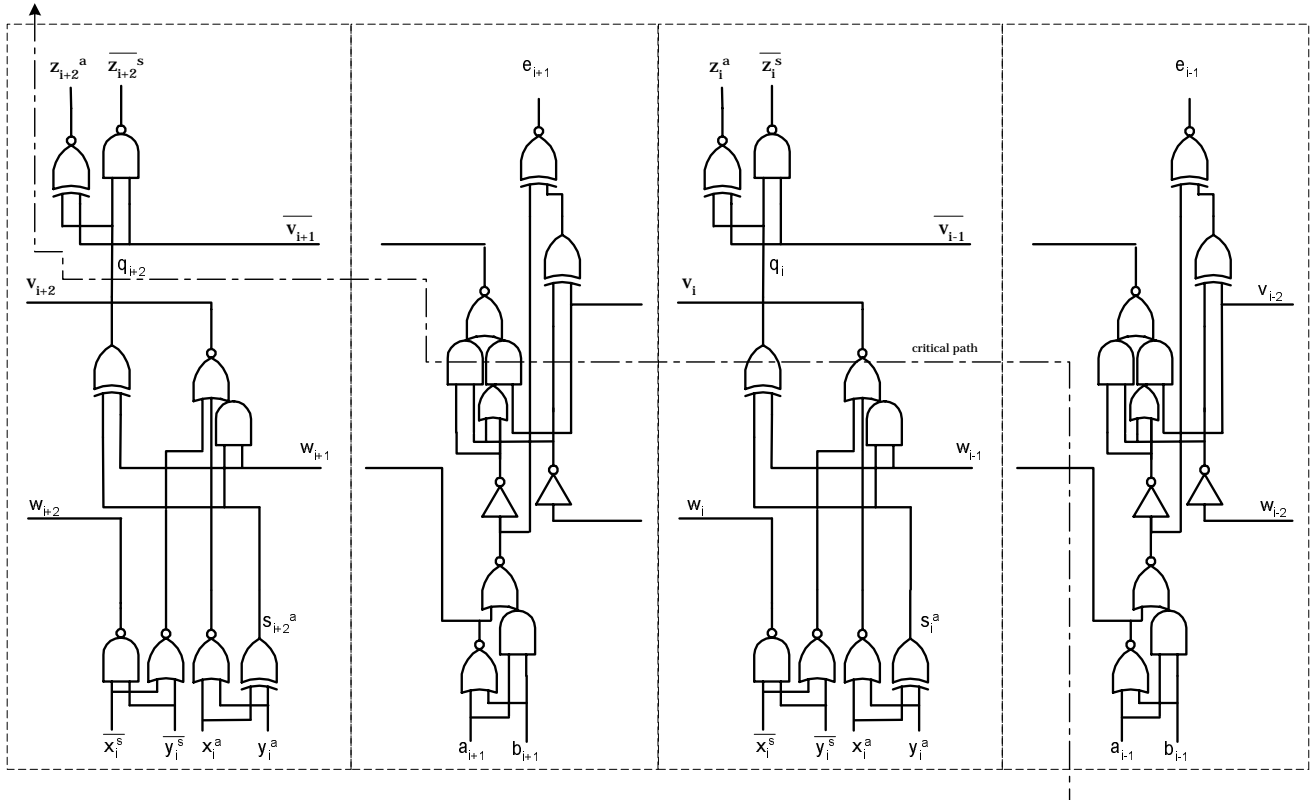 z_{i+2}^a  \overline{z_{i+2}}^s  e_{i+1}  z_i^a  \overline{z_i^s}  e_{i-1}
\overline{v_{i+1}}  \overline{v_{i-1}}
q_{i+2}  q_i
v_{i+2}  v_i  v_{i-2}
critical path
w_{i+1}  w_{i-1}
w_{i+2}  w_i  w_{i-2}
s_{i+2}^a  s_i^a
\overline{x_i^s}  \overline{y_i^s}  x_i^a  y_i^a  a_{i+1}  b_{i+1}  \overline{x_i^s}  \overline{y_i^s}  x_i^a  y_i^a  a_{i-1}  b_{i-1}